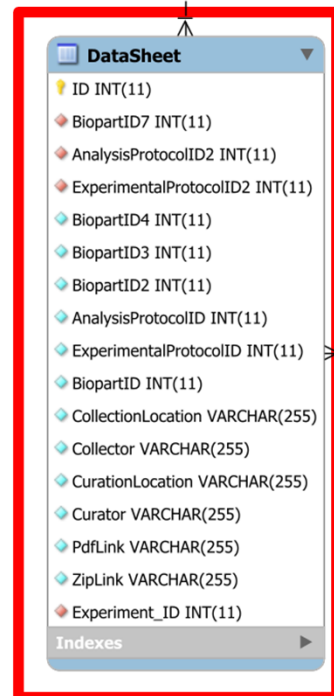 DataSheet
ID INT(11)
BiopartID7 INT(11)
AnalysisProtocolID2 INT(11)
ExperimentalProtocolID2 INT(11)
BiopartID4 INT(11)
BiopartID3 INT(11)
BiopartID2 INT(11)
AnalysisProtocolID INT(11)
ExperimentalProtocolID INT(11)
BiopartID INT(11)
CollectionLocation VARCHAR(255)
Collector VARCHAR(255)
CurationLocation VARCHAR(255)
Curator VARCHAR(255)
PdfLink VARCHAR(255)
ZipLink VARCHAR(255)
Experiment_ID INT(11)
Indexes